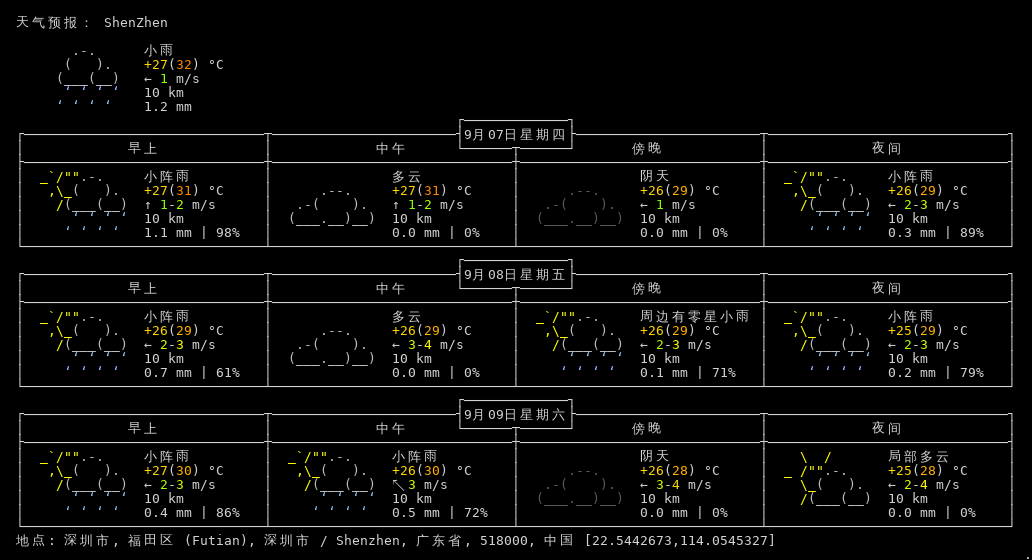 天气预报： ShenZhen
小雨
+27(32) °C
← 1 m/s
10 km
1.2 mm
9月07日星期四
早上 中午 傍晚 夜间
小阵雨 多云 阴天 小阵雨
+27(31) °C +27(31) °C +26(29) °C +26(29) °C
↑ 1-2 m/s ↑ 1-2 m/s ← 1 m/s ← 2-3 m/s
10 km 10 km 10 km 10 km
1.1 mm | 98% 0.0 mm | 0% 0.0 mm | 0% 0.3 mm | 89%
9月08日星期五
早上 中午 傍晚 夜间
小阵雨 多云 周边有零星小雨 小阵雨
+26(29) °C +26(29) °C +26(29) °C +25(29) °C
← 2-3 m/s ← 3-4 m/s ← 2-3 m/s ← 2-3 m/s
10 km 10 km 10 km 10 km
0.7 mm | 61% 0.0 mm | 0% 0.1 mm | 71% 0.2 mm | 79%
9月09日星期六
早上 中午 傍晚 夜间
小阵雨 小阵雨 阴天 局部多云
+27(30) °C +26(30) °C +26(28) °C +25(28) °C
← 2-3 m/s ↖ 3 m/s ← 3-4 m/s ← 2-4 m/s
10 km 10 km 10 km 10 km
0.4 mm | 86% 0.5 mm | 72% 0.0 mm | 0% 0.0 mm | 0%
地点: 深圳市, 福田区 (Futian), 深圳市 / Shenzhen, 广东省, 518000, 中国 [22.5442673,114.0545327]